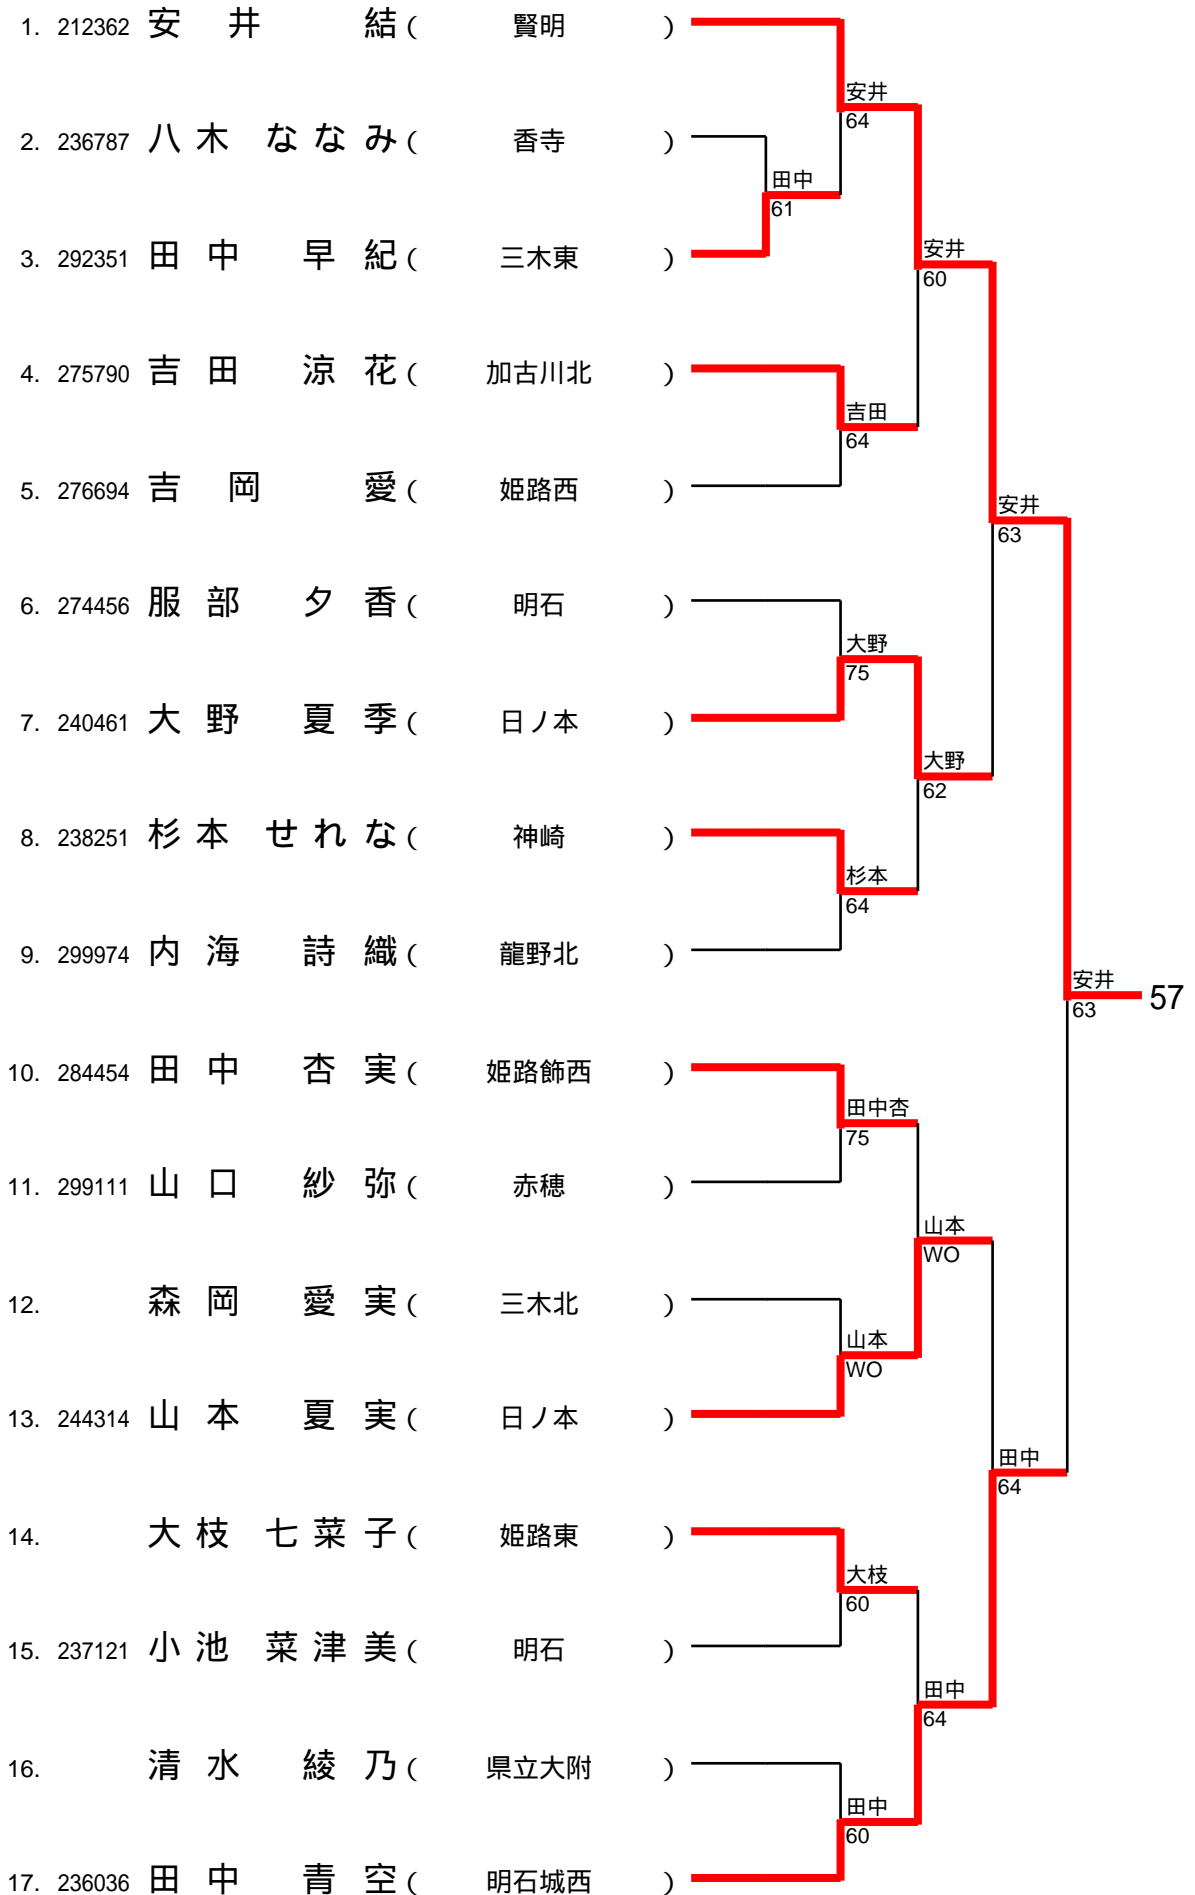 1. 212362 安井 結 ( 賢明 )
安井
64
2. 236787 八木 ななみ ( 香寺 )
田中
61
3. 292351 田中 早紀 ( 三木東 )
安井
60
4. 275790 吉田 涼花 ( 加古川北 )
吉田
64
5. 276694 吉岡 愛 ( 姫路西 )
安井
63
6. 274456 服部 夕香 ( 明石 )
大野
75
7. 240461 大野 夏季 ( 日ノ本 )
大野
62
8. 238251 杉本 せれな ( 神崎 )
杉本
64
9. 299974 内海 詩織 ( 龍野北 )
安井
63
57
10. 284454 田中 杏実 ( 姫路飾西 )
田中杏
75
11. 299111 山口 紗弥 ( 赤穂 )
山本
WO
12. 森岡 愛実 ( 三木北 )
山本
WO
13. 244314 山本 夏実 ( 日ノ本 )
田中
64
14. 大枝 七菜子 ( 姫路東 )
大枝
60
15. 237121 小池 菜津美 ( 明石 )
田中
64
16. 清水 綾乃 ( 県立大附 )
田中
60
17. 236036 田中 青空 ( 明石城西 )